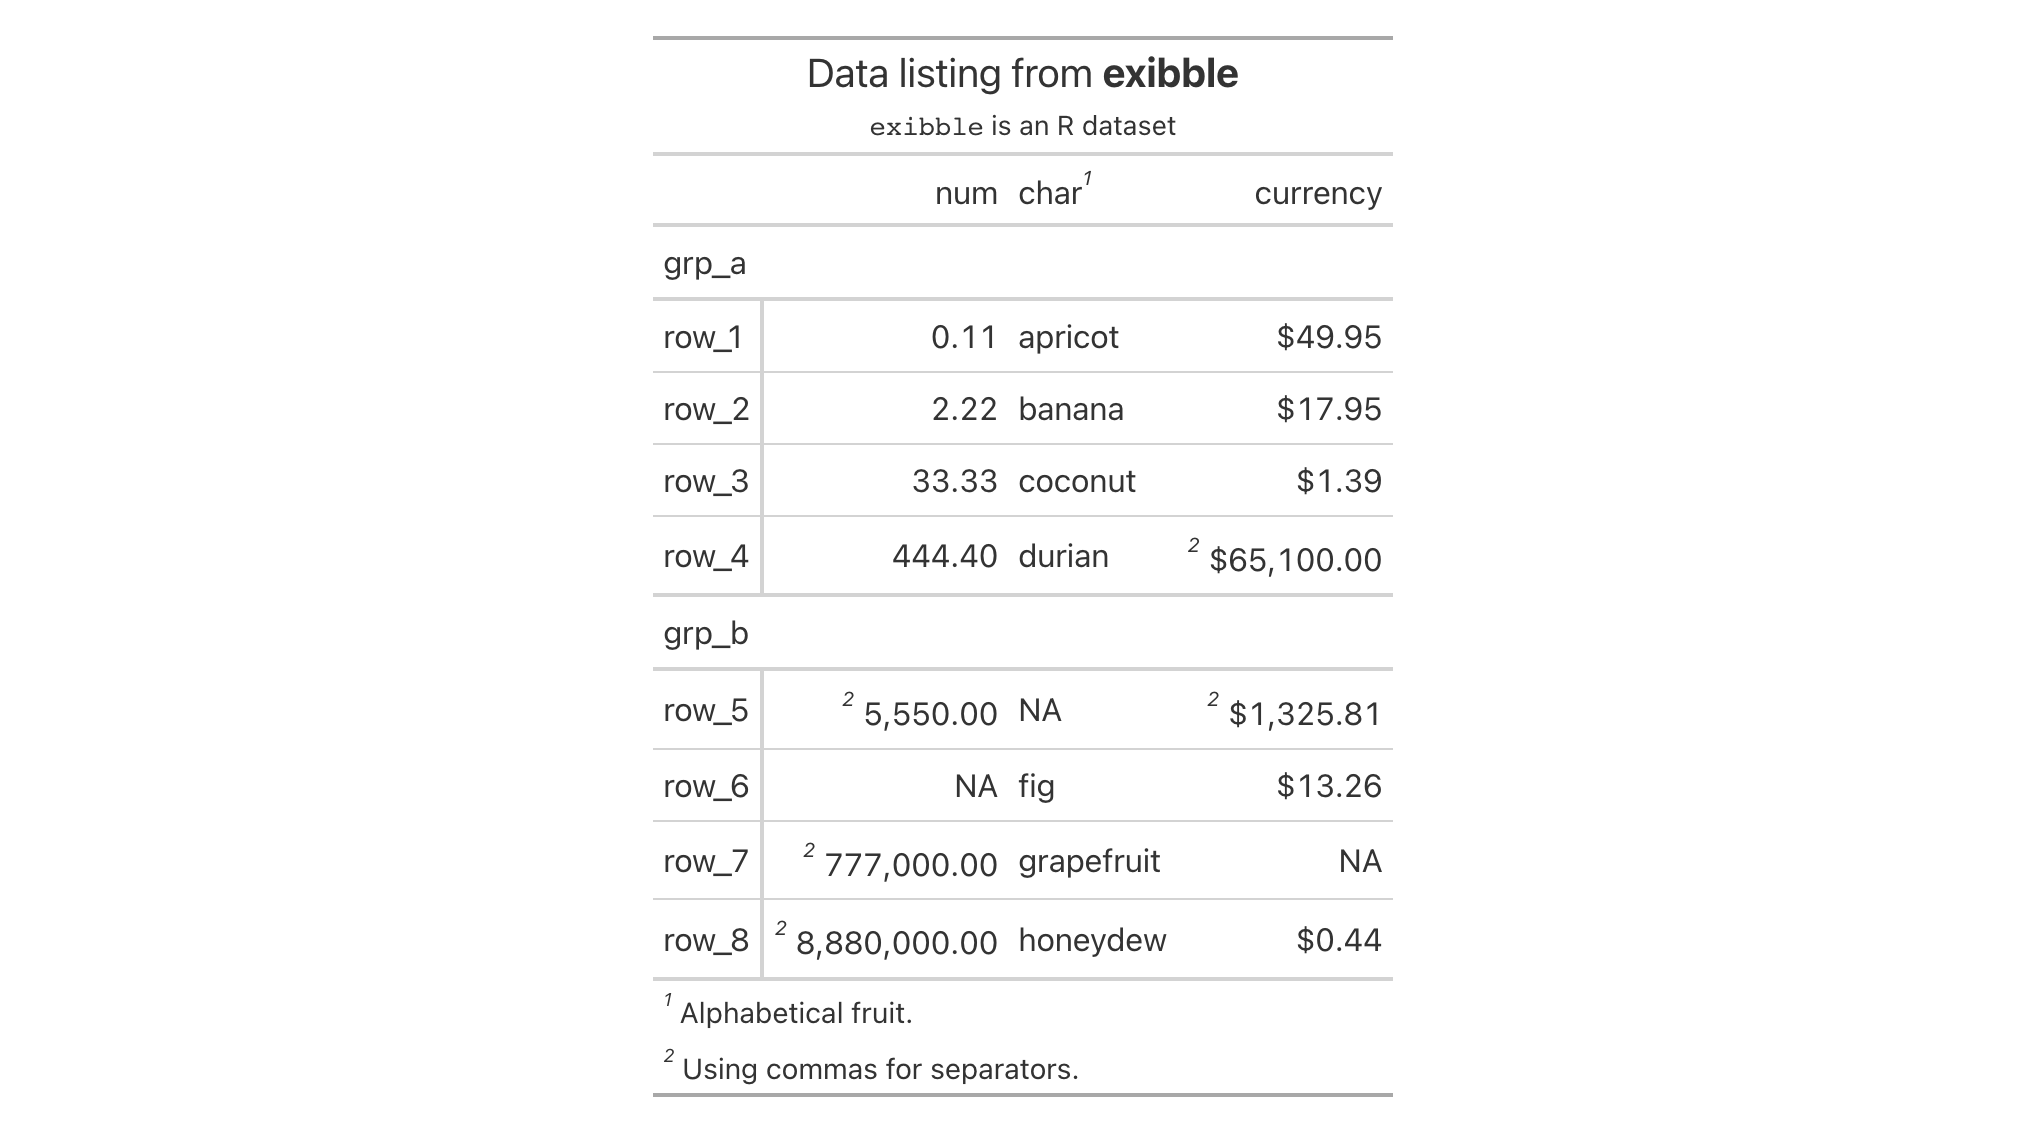 Data listing from exibble
exibble is an R dataset
num char1 currency
grp_a
row_1 0.11 apricot $49.95
row_2 2.22 banana $17.95
row_3 33.33 coconut $1.39
row_4 444.40 durian 2 $65,100.00
grp_b
row_5 2 5,550.00 NA 2 $1,325.81
row_6 NA fig $13.26
row_7 2 777,000.00 grapefruit NA
row_8 2 8,880,000.00 honeydew $0.44
1 Alphabetical fruit.
2 Using commas for separators.